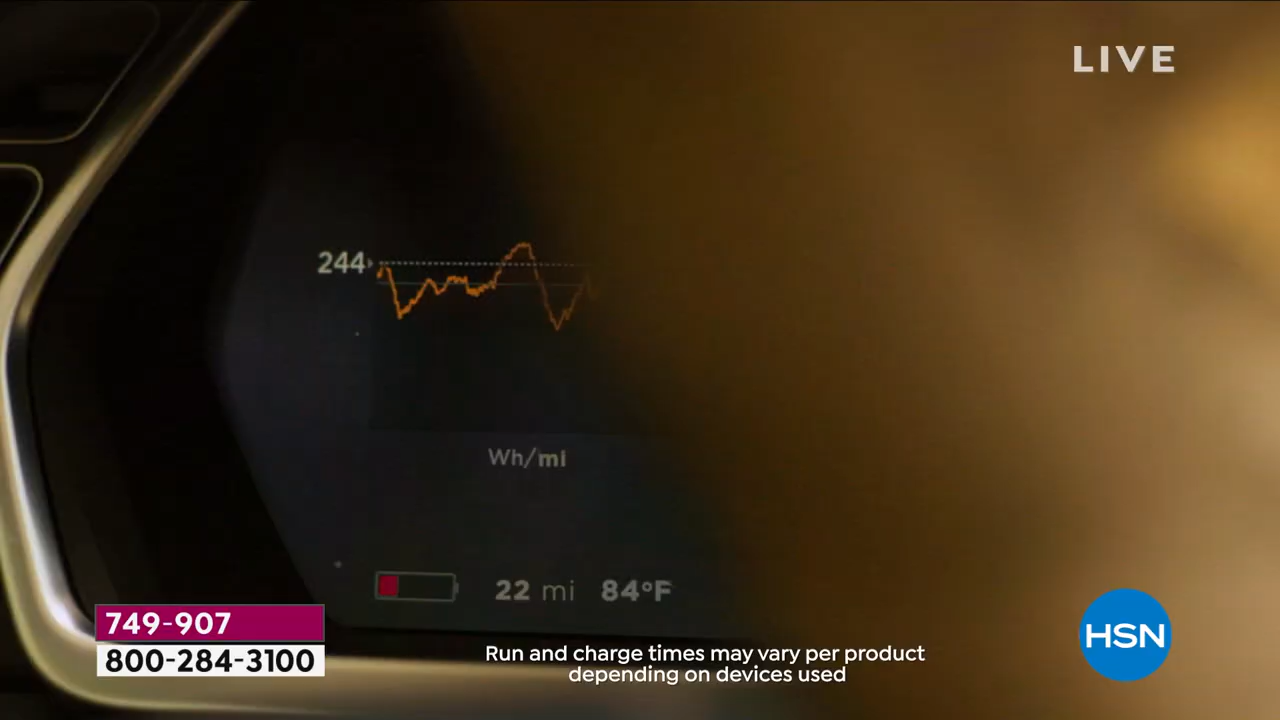 LIVE
244
Wh/mi
22 mi 84°F
749-907
800-284-3100
Run and charge times may vary per product
depending on devices used
HSN